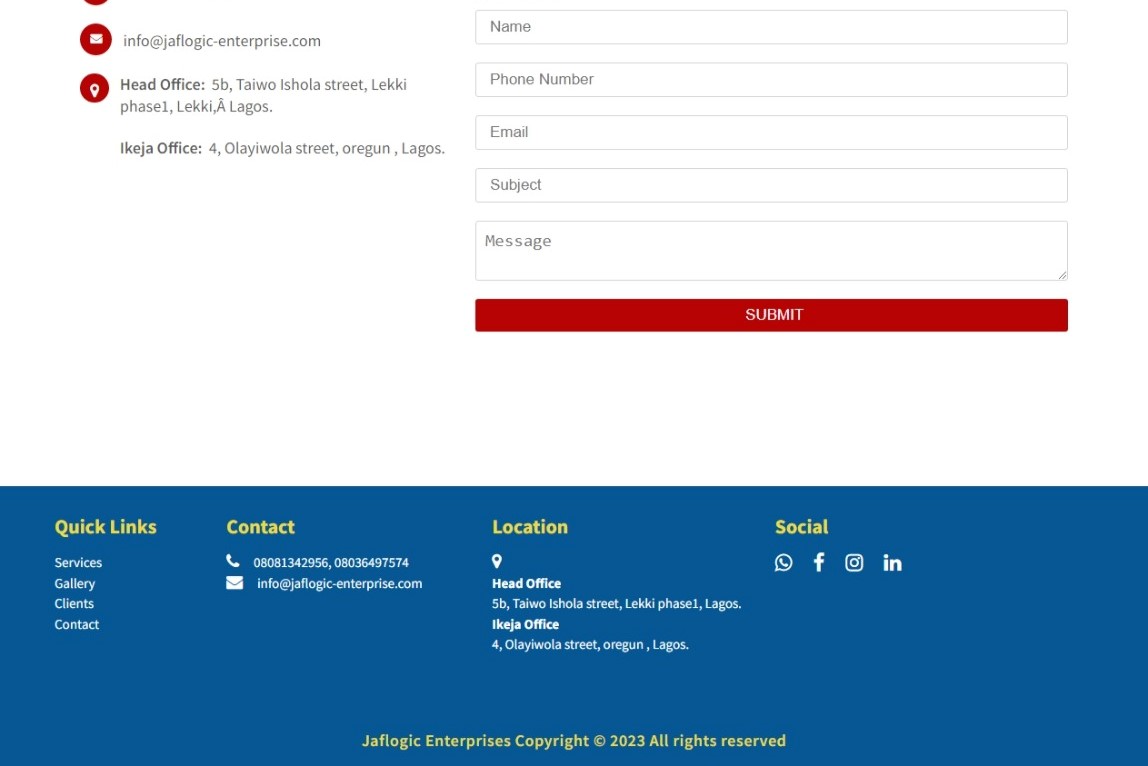 info@jaflogic-enterprise.com
Head Office: 5b, Taiwo Ishola street, Lekki
phase1, Lekki,Â Lagos.
Ikeja Office: 4, Olayiwola street, oregun , Lagos.
Name
Phone Number
Email
Subject
Message
SUBMIT
Quick Links
Services
Gallery
Clients
Contact
Contact
08081342956, 08036497574
info@jaflogic-enterprise.com
Location
Head Office
5b, Taiwo Ishola street, Lekki phase1, Lagos.
Ikeja Office
4, Olayiwola street, oregun , Lagos.
Social
Jaflogic Enterprises Copyright © 2023 All rights reserved